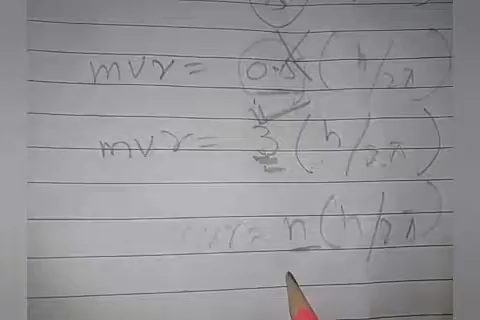 mvr = 0.5 (h/2π)
mvr = 3 (h/2π)
mvr = n (h/2π)